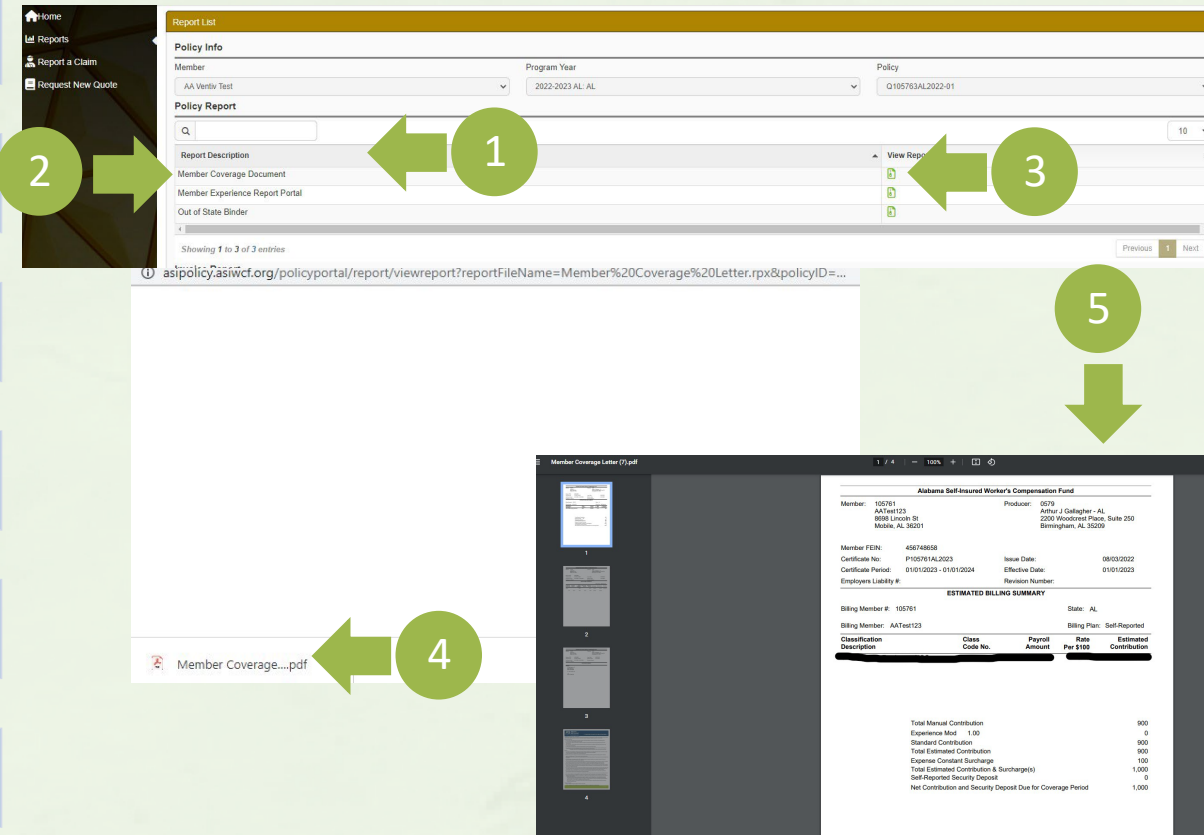 Home
Reports
Report a Claim
Request New Quote
Report List
Policy Info
Member Program Year Policy
AA Ventiv Test 2022-2023 AL: AL Q105763AL2022-01
Policy Report
10
1
2
3
Report Description View
Member Coverage Document
Member Experience Report Portal
Out of State Binder
Showing 1 to 3 of 3 entries Previous 1 Next
asipolicy.asiwcf.org/policyportal/report/viewreport?reportFileName=Member%20Coverage%20Letter.rpx&policyID=...
5
4
Member Coverage....pdf
Member Coverage Letter (7).pdf 1 / 4 100%
1
2
3
4
Alabama Self-Insured Worker's Compensation Fund
Member: 105761 Producer: 0579
AATest123 Arthur J Gallagher - AL
8698 Lincoln St 2200 Woodcrest Place, Suite 250
Mobile, AL 36201 Birmingham, AL 35209
Member FEIN: 456748658
Certificate No: P105761AL2023 Issue Date: 08/03/2022
Certificate Period: 01/01/2023 - 01/01/2024 Effective Date: 01/01/2023
Employers Liability #: Revision Number:
ESTIMATED BILLING SUMMARY
Billing Member #: 105761 State: AL
Billing Member: AATest123 Billing Plan: Self-Reported
Classification Class Payroll Rate Estimated
Description Code No. Amount Per $100 Contribution
Total Manual Contribution 900
Experience Mod 1.00 0
Standard Contribution 900
Total Estimated Contribution 900
Expense Constant Surcharge 100
Total Estimated Contribution & Surcharge(s) 1,000
Self-Reported Security Deposit 0
Net Contribution and Security Deposit Due for Coverage Period 1,000